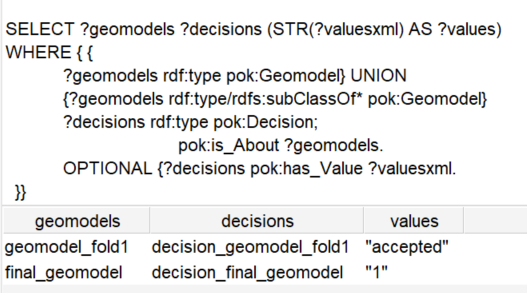 SELECT ?geomodels ?decisions (STR(?valuesxml) AS ?values)
WHERE { {
?geomodels rdf:type pok:Geomodel} UNION
{?geomodels rdf:type/rdfs:subClassOf* pok:Geomodel}
?decisions rdf:type pok:Decision;
pok:is_About ?geomodels.
OPTIONAL {?decisions pok:has_Value ?valuesxml.
}}
geomodels decisions values
geomodel_fold1 decision_geomodel_fold1 "accepted"
final_geomodel decision_final_geomodel "1"